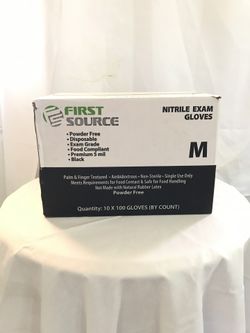 FIRST
SOURCE
NITRILE EXAM
GLOVES
• Powder Free
• Disposable
• Exam Grade
• Food Compliant
• Premium 5 mil
• Black
M
Palm & Finger Textured - Ambidextrous - Non-Sterile - Single Use Only
Meets Requirements for Food Contact & Safe for Food Handling
Not Made with Natural Rubber Latex
Powder Free
Quantity: 10 X 100 GLOVES (BY COUNT)